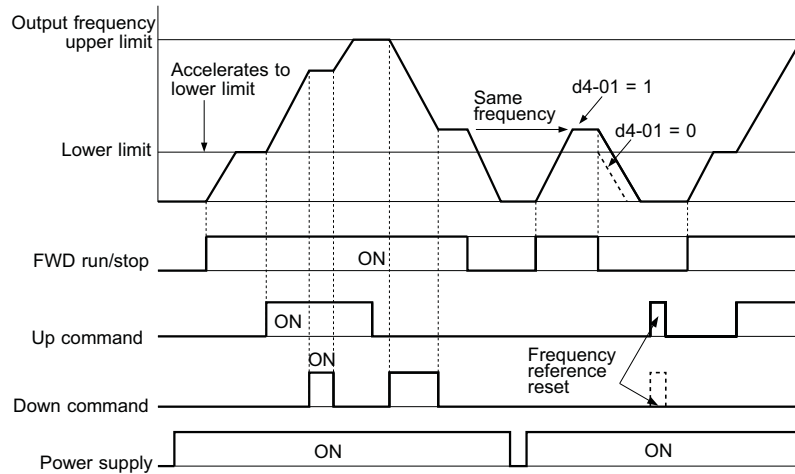 Output frequency
upper limit
Accelerates to
lower limit
Same
frequency
d4-01 = 1
d4-01 = 0
Lower limit
FWD run/stop
ON
Up command
ON
ON
Frequency
reference
reset
Down command
Power supply
ON
ON